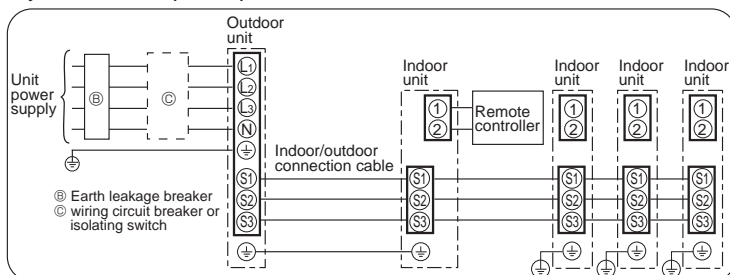 Outdoor
unit
Unit
power
supply
Ⓑ
Ⓒ
L1
L2
L3
N
S1
S2
S3
Indoor/outdoor
connection cable
Ⓑ Earth leakage breaker
Ⓒ wiring circuit breaker or
isolating switch
Indoor
unit
1
2
Remote
controller
S1
S2
S3
Indoor
unit
1
2
S1
S2
S3
Indoor
unit
1
2
S1
S2
S3
Indoor
unit
1
2
S1
S2
S3